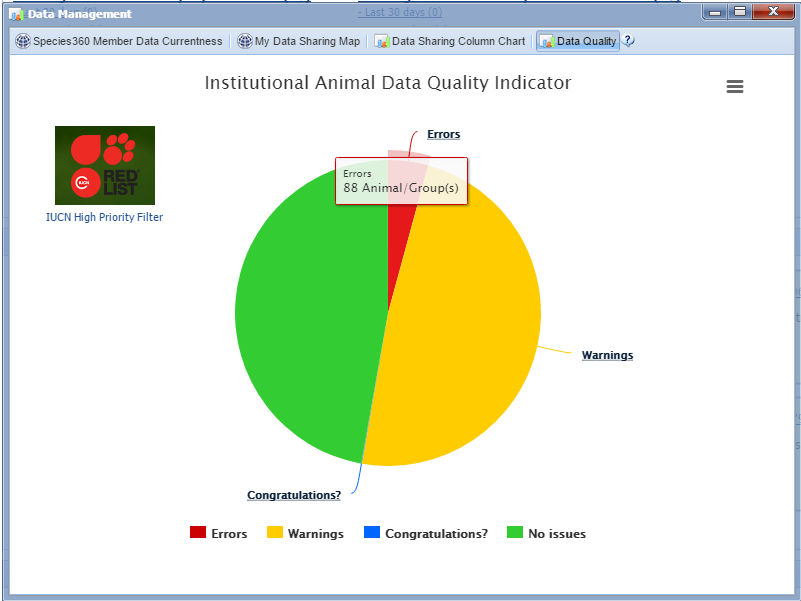 - Last 30 days (0)
Data Management
Species360 Member Data Currentness
My Data Sharing Map
Data Sharing Column Chart
Data Quality
?
Institutional Animal Data Quality Indicator
Errors
Errors
88 Animal/Group(s)
IUCN
RED
LIST
IUCN High Priority Filter
Warnings
Congratulations?
Errors
Warnings
Congratulations?
No issues